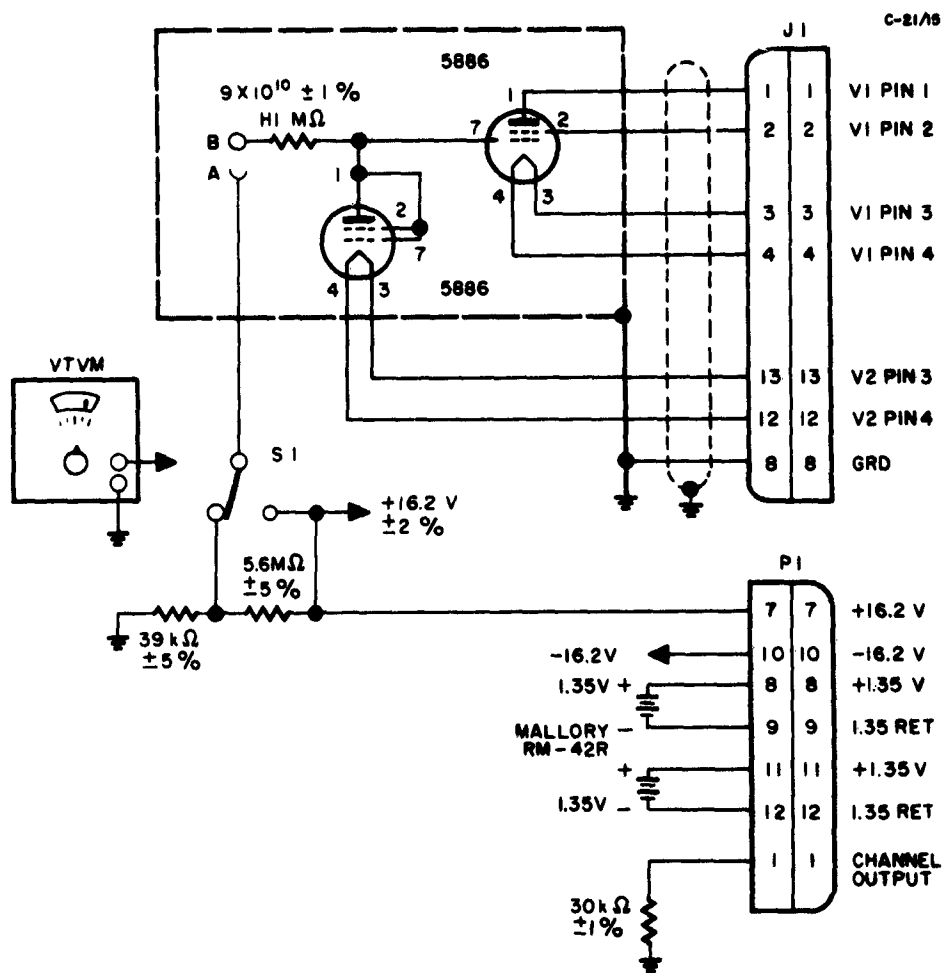 C-21/15
J1
5886
9 X 10^10 ± 1%
HI MΩ
B
A
1
2
7
4
3
1
2
7
4
3
5886
1 1 V1 PIN 1
2 2 V1 PIN 2
3 3 V1 PIN 3
4 4 V1 PIN 4
13 13 V2 PIN 3
12 12 V2 PIN 4
8 8 GRD
VTVM
S1
+16.2 V
±2 %
5.6MΩ
±5%
39 kΩ
±5%
P1
7 7 +16.2 V
-16.2 V 10 10 -16.2 V
1.35V + 8 8 +1.35 V
- 9 9 1.35 RET
MALLORY
RM-42R
+ 11 11 +1.35V
1.35V - 12 12 1.35 RET
1 1 CHANNEL
OUTPUT
30kΩ
±1%